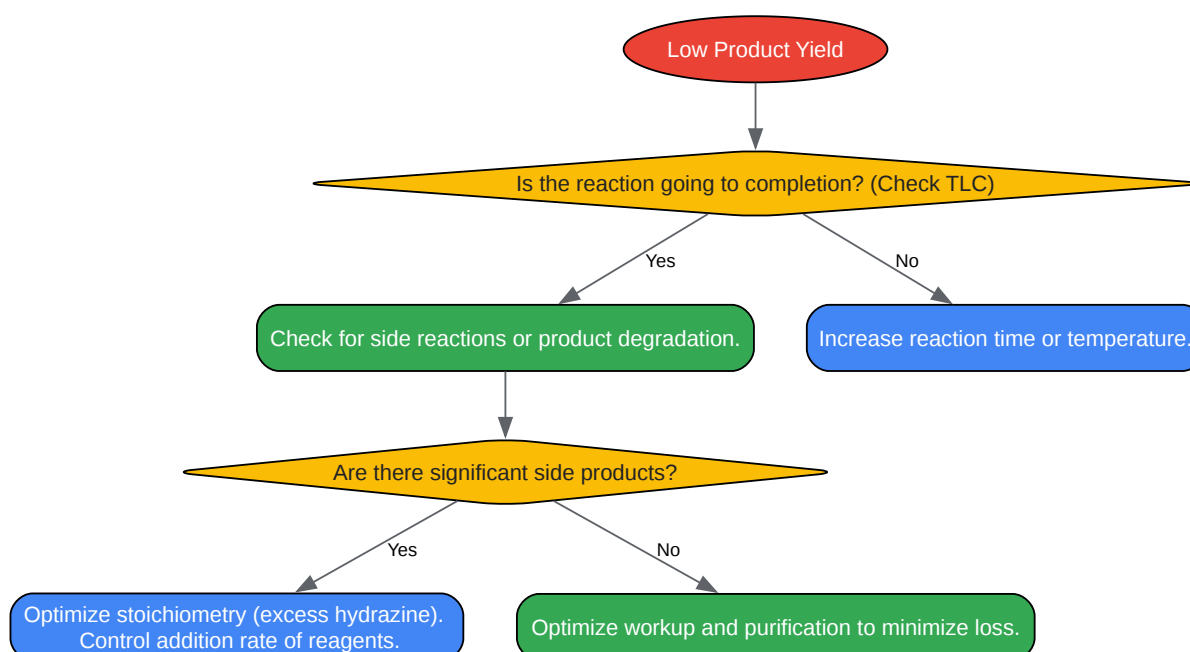 Low Product Yield
Is the reaction going to completion? (Check TLC)
Yes
No
Check for side reactions or product degradation.
Increase reaction time or temperature.
Are there significant side products?
Yes
No
Optimize stoichiometry (excess hydrazine).
Control addition rate of reagents.
Optimize workup and purification to minimize loss.